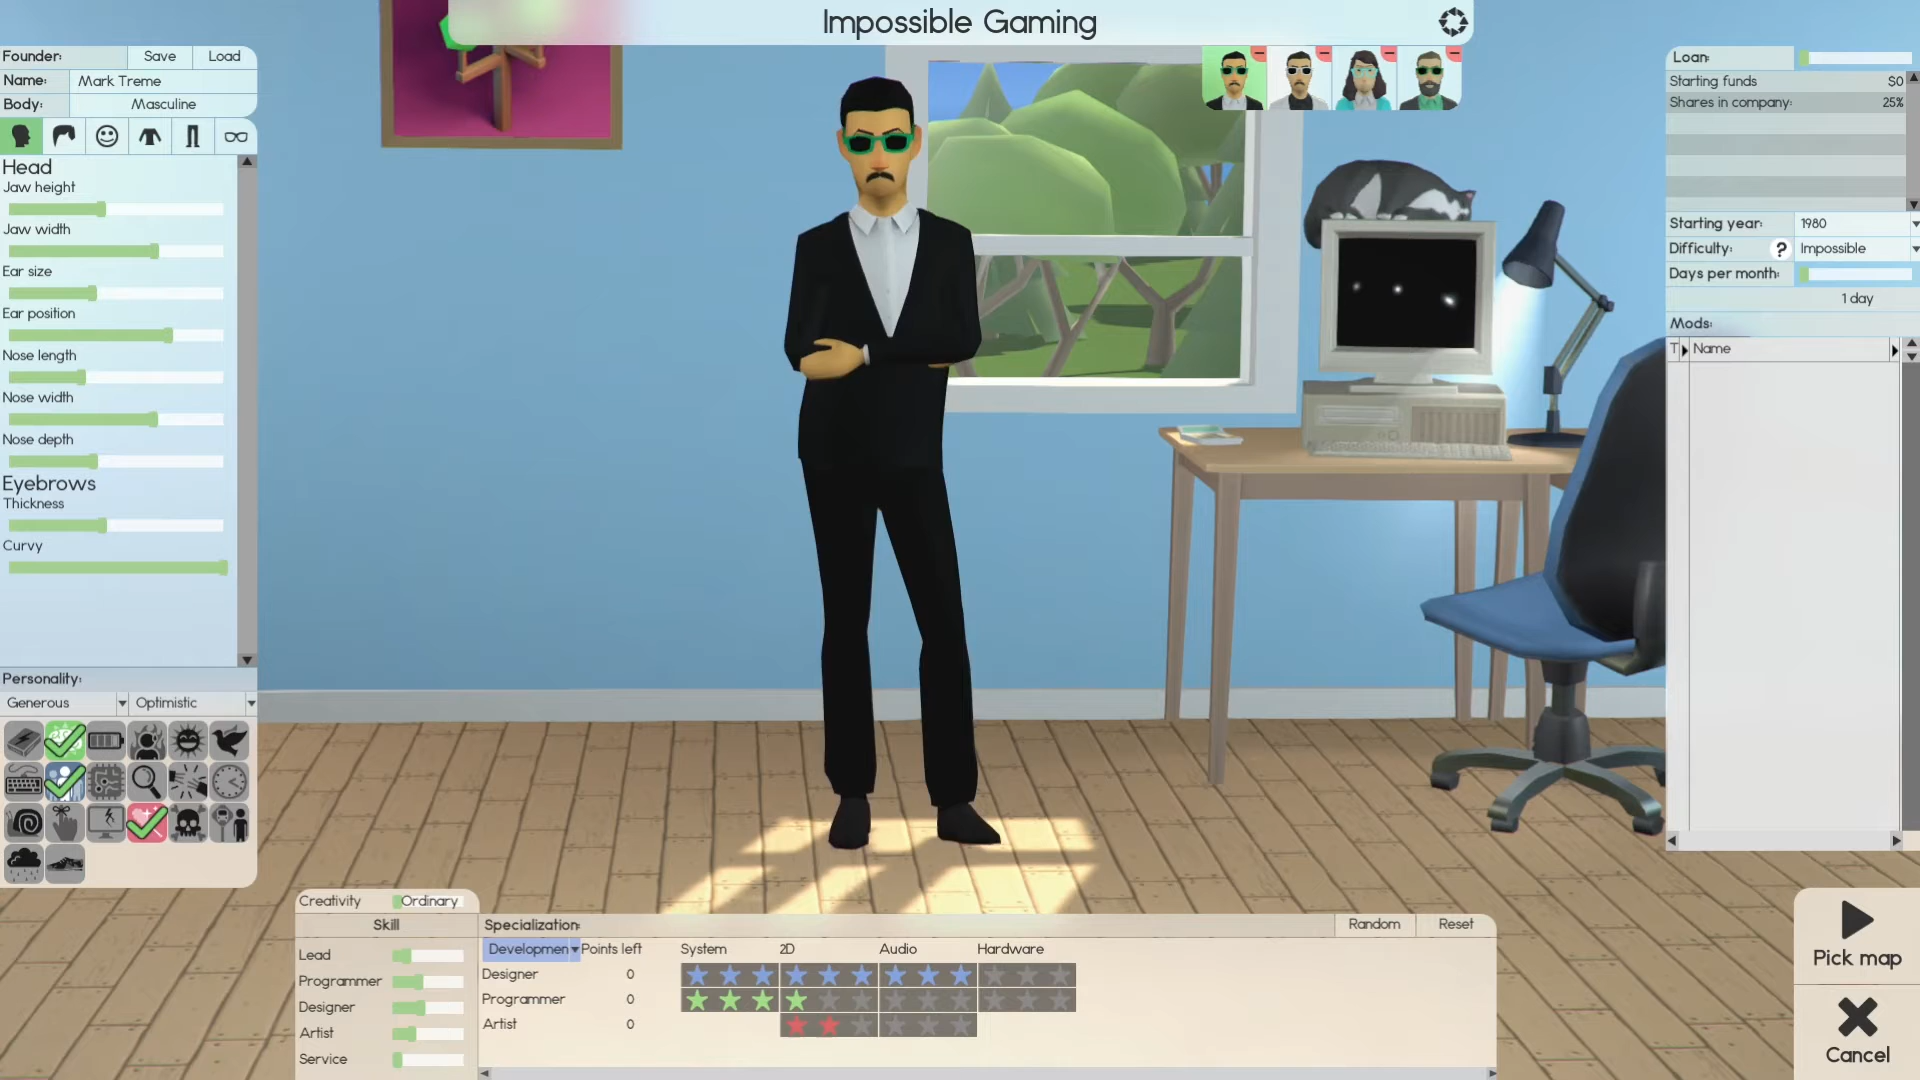 Impossible Gaming
Founder: Save Load
Name: Mark Treme
Body: Masculine
Head
Jaw height
Jaw width
Ear size
Ear position
Nose length
Nose width
Nose depth
Eyebrows
Thickness
Curvy
Personality:
Generous Optimistic
Loan:
Starting funds $0
Shares in company: 25%
Starting year: 1980
Difficulty: ? Impossible
Days per month:
1 day
Mods:
T Name
Creativity Ordinary
Skill
Lead
Programmer
Designer
Artist
Service
Specialization: Random Reset
Developmen Points left System 2D Audio Hardware
Designer 0
Programmer 0
Artist 0
Pick map
Cancel